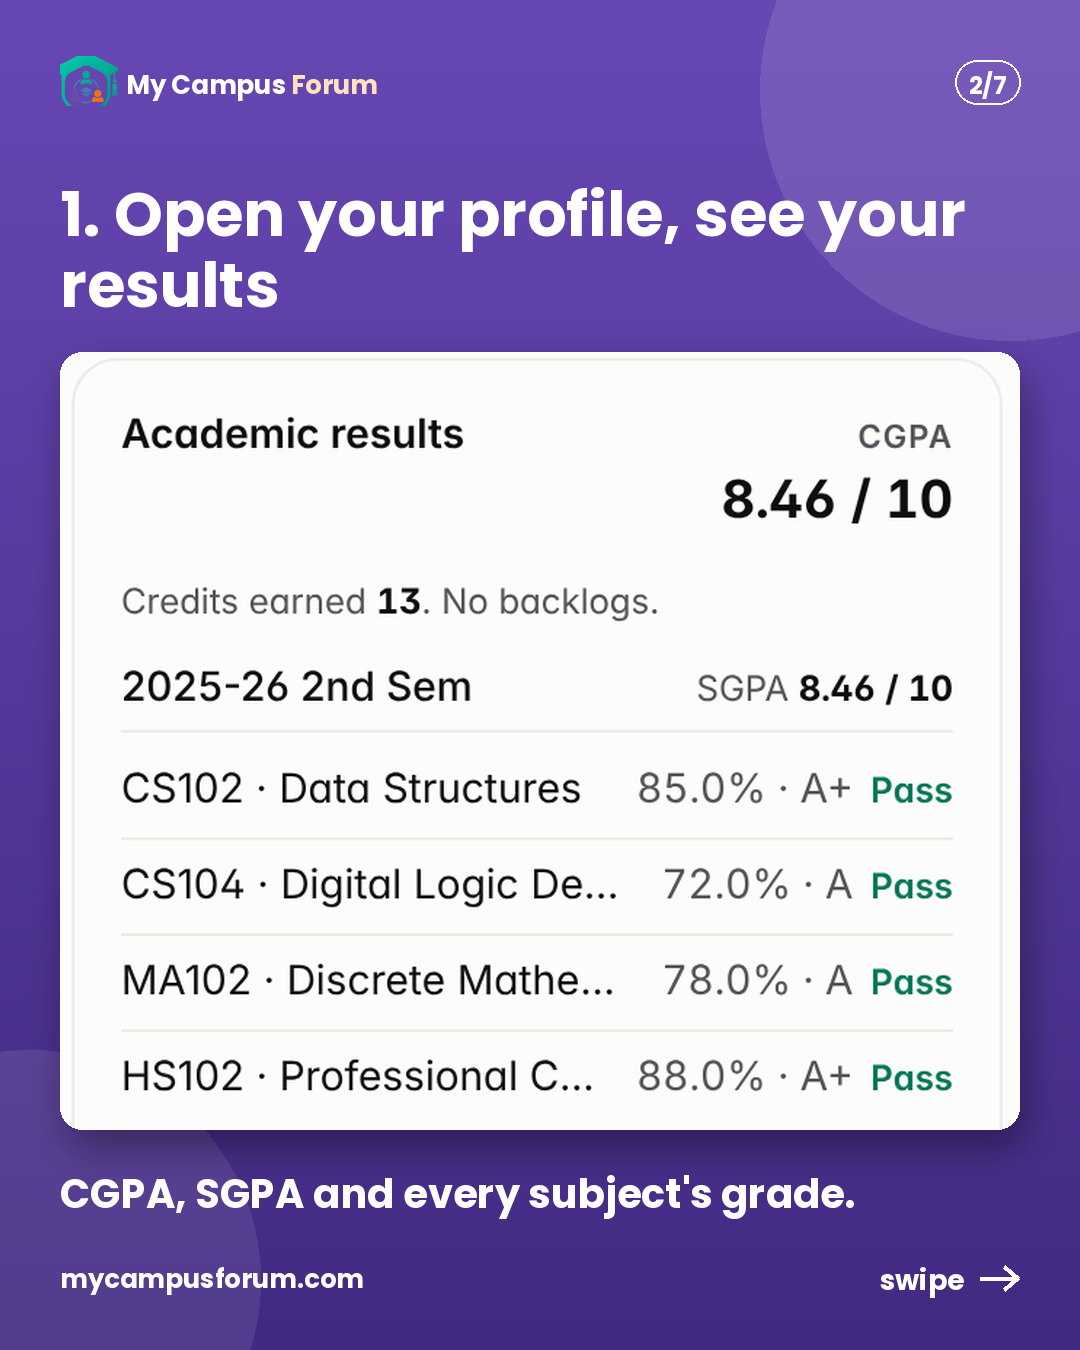 My Campus Forum
2/7
1. Open your profile, see your
results
Academic results
CGPA
8.46 / 10
Credits earned 13. No backlogs.
2025-26 2nd Sem SGPA 8.46 / 10
CS102 · Data Structures 85.0% · A+ Pass
CS104 · Digital Logic De... 72.0% · A Pass
MA102 · Discrete Mathe... 78.0% · A Pass
HS102 · Professional C... 88.0% · A+ Pass
CGPA, SGPA and every subject's grade.
mycampusforum.com
swipe →